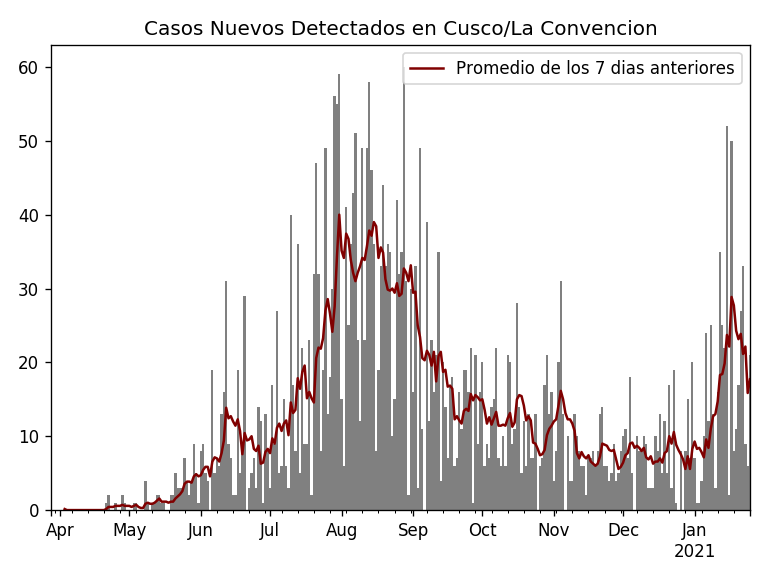 Casos Nuevos Detectados en Cusco/La Convencion
Promedio de los 7 dias anteriores
60
50
40
30
20
10
0
Apr May Jun Jul Aug Sep Oct Nov Dec Jan
2021